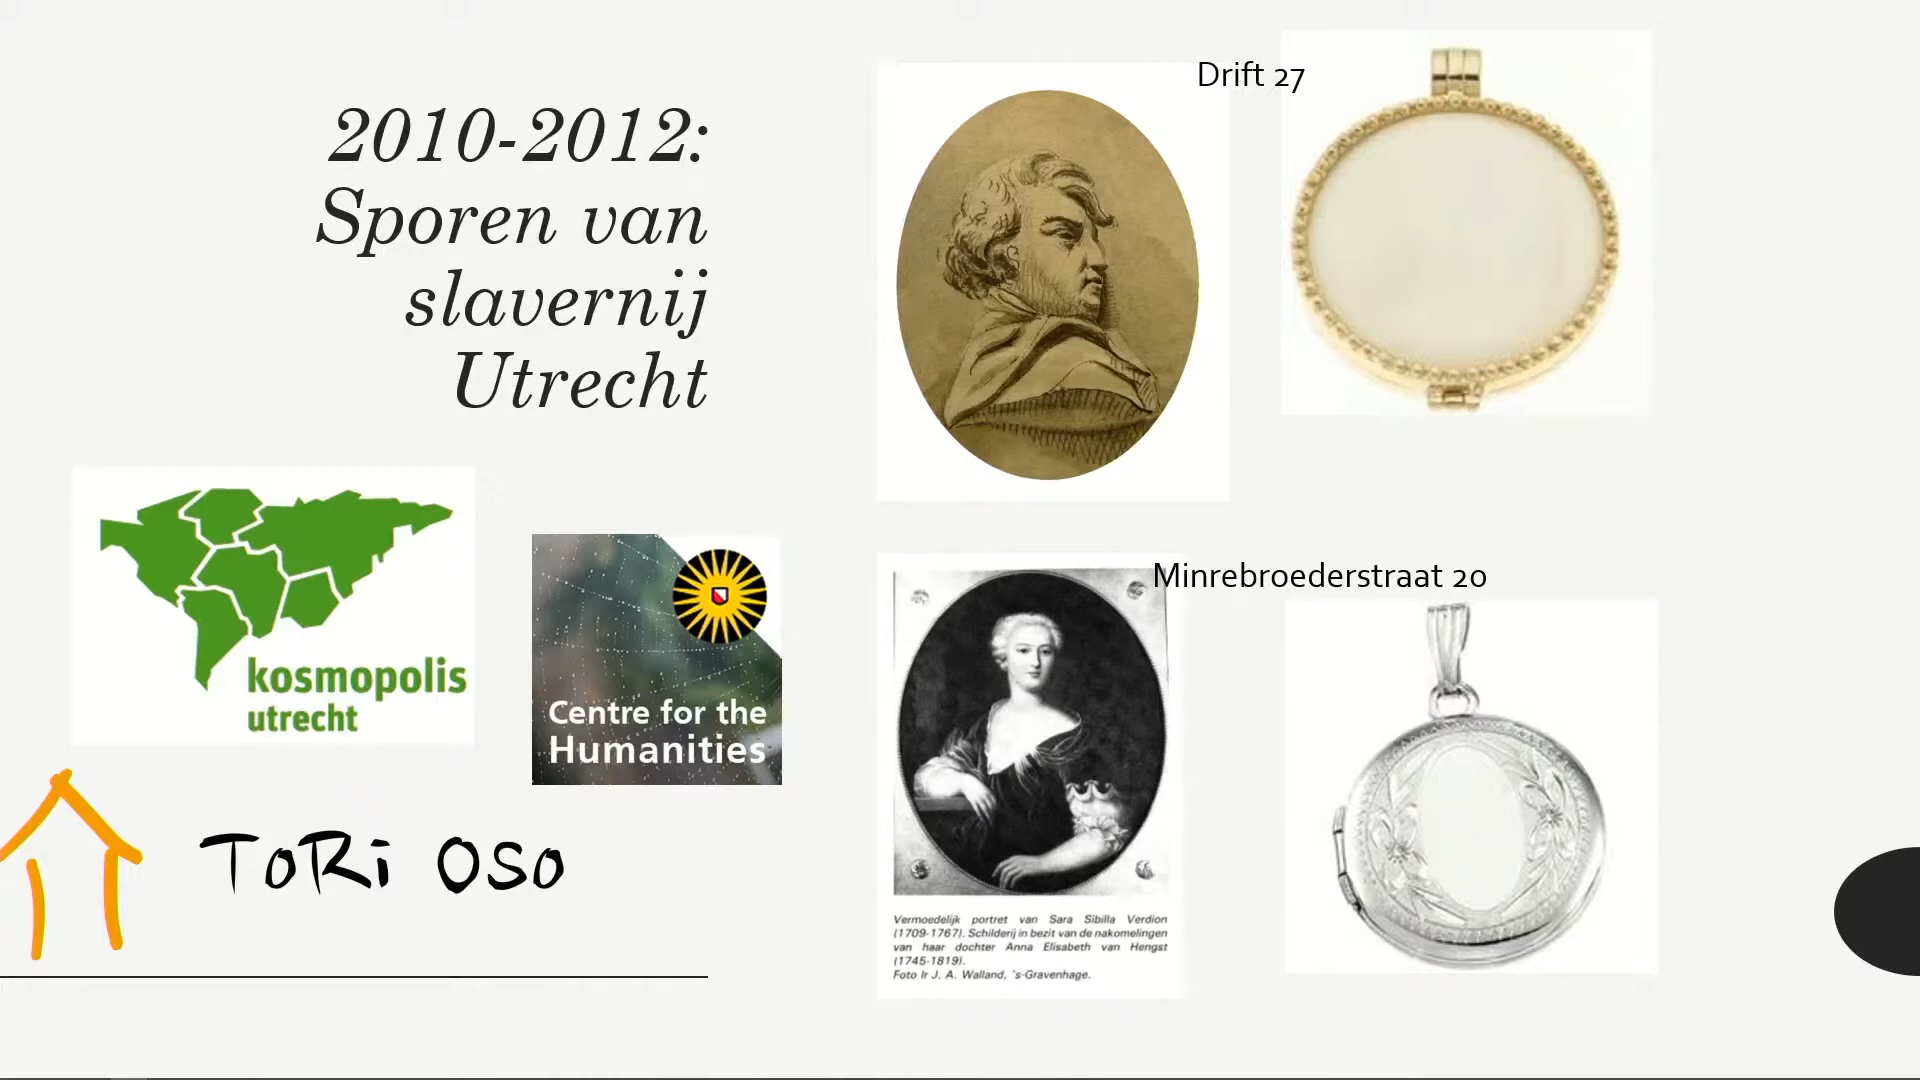 2010-2012:
Sporen van
slavernij
Utrecht
kosmopolis
utrecht
Centre for the
Humanities
ToRi Oso
Drift 27
Minrebroederstraat 20
Vermoedelijk portret van Sara Sibilla Verdion
(1709-1767). Schilderij in bezit van de nakomelingen
van haar dochter Anna Elisabeth van Hengst
(1745-1819).
Foto Ir J. A. Walland, 's-Gravenhage.